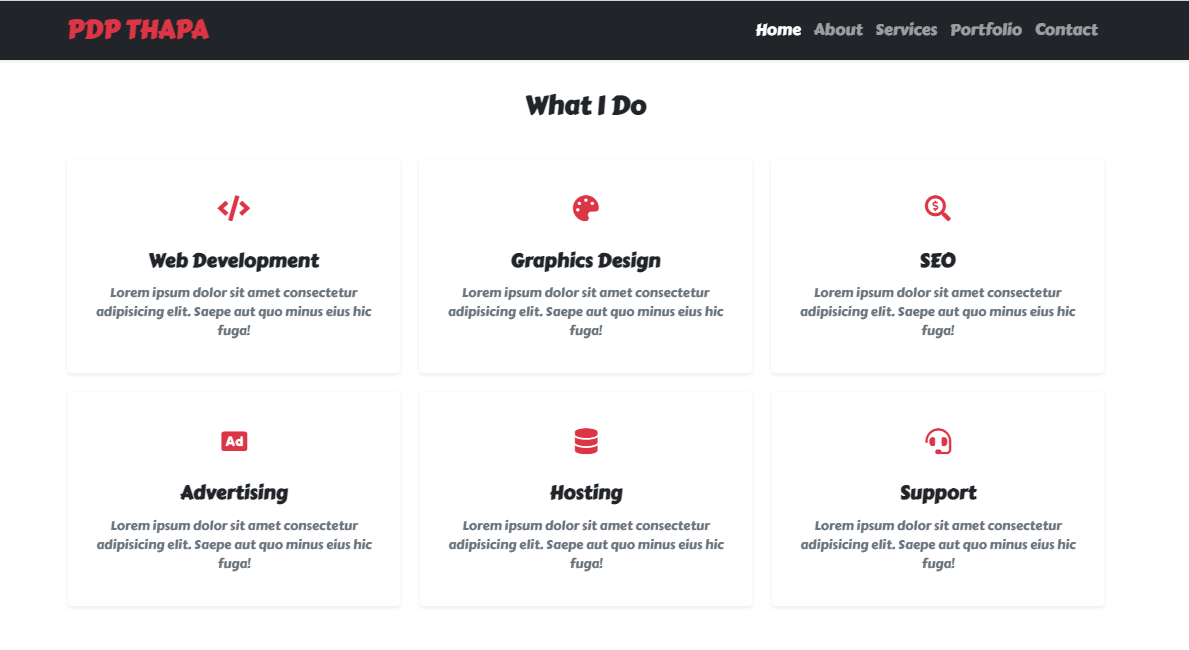 PDP THAPA
Home About Services Portfolio Contact
What I Do
Web Development
Lorem ipsum dolor sit amet consectetur
adipisicing elit. Saepe aut quo minus eius hic
fuga!
Graphics Design
Lorem ipsum dolor sit amet consectetur
adipisicing elit. Saepe aut quo minus eius hic
fuga!
$
SEO
Lorem ipsum dolor sit amet consectetur
adipisicing elit. Saepe aut quo minus eius hic
fuga!
Ad
Advertising
Lorem ipsum dolor sit amet consectetur
adipisicing elit. Saepe aut quo minus eius hic
fuga!
Hosting
Lorem ipsum dolor sit amet consectetur
adipisicing elit. Saepe aut quo minus eius hic
fuga!
Support
Lorem ipsum dolor sit amet consectetur
adipisicing elit. Saepe aut quo minus eius hic
fuga!